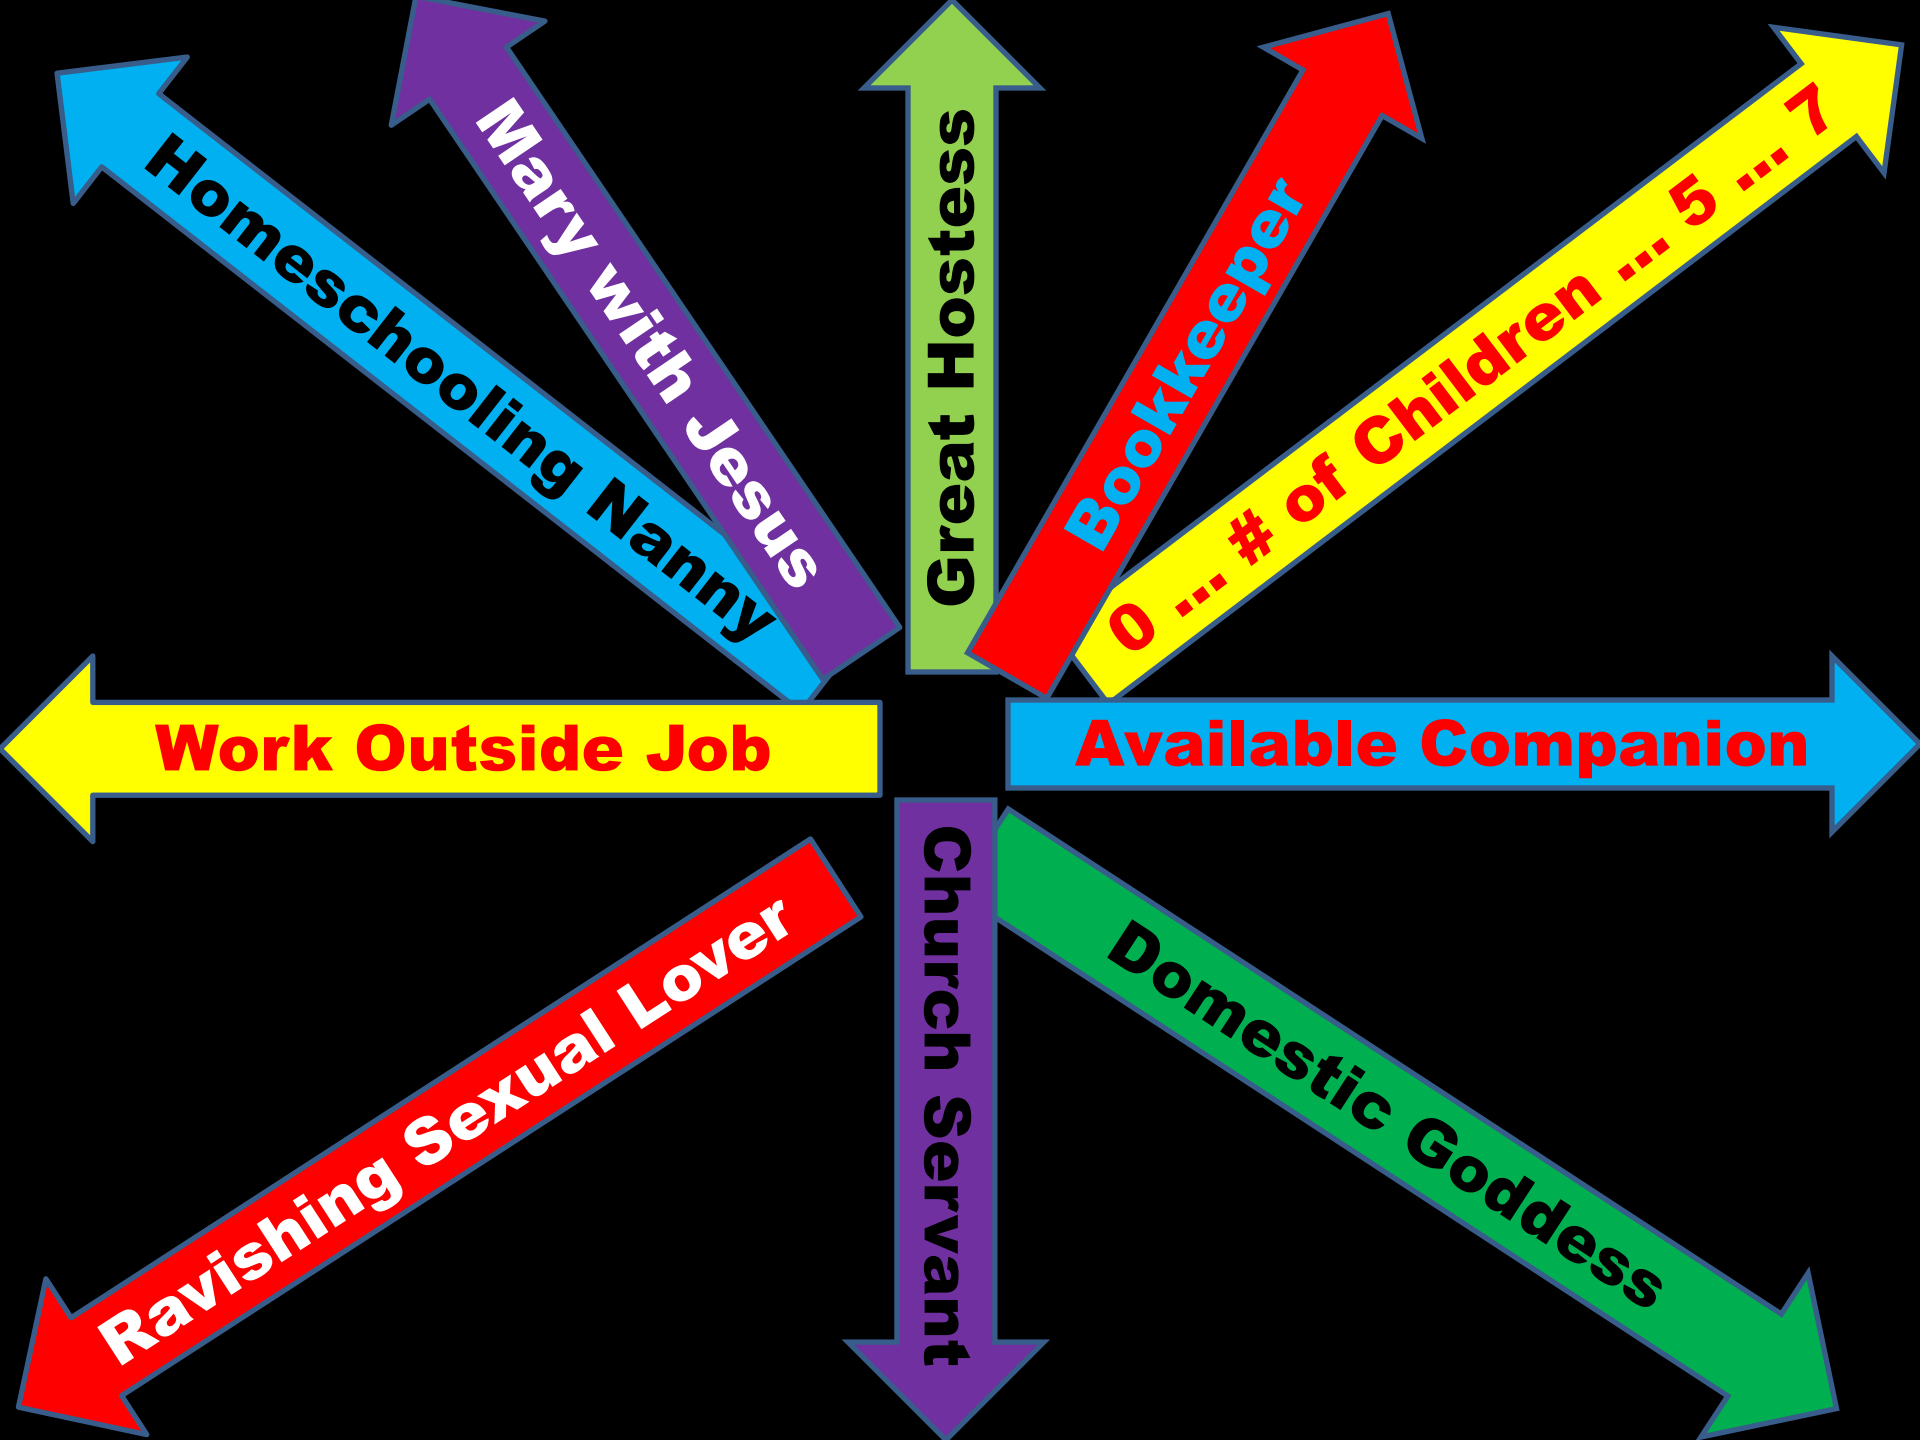 Homeschooling Nanny
Mary with Jesus
Great Hostess
Bookkeeper
0 ... # of Children ... 5 ... 7
Work Outside Job
Available Companion
Ravishing Sexual Lover
Church Servant
Domestic Goddess